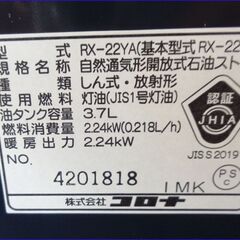 型 式 RX-22YA(基本型式 RX-22
規 格 名 称 自然通気形開放式石油スト
種 類 しん式・放射形
使 用 燃 料 灯油(JIS1号灯油)
油タンク容量 3.7L
燃料消費量 2.24kW(0.218L/h)
暖 房 出 力 2.24kW
認証
JHIA
JIS S 2019
NO. 4201818 IMK
PS
C
株式会社 コロナ